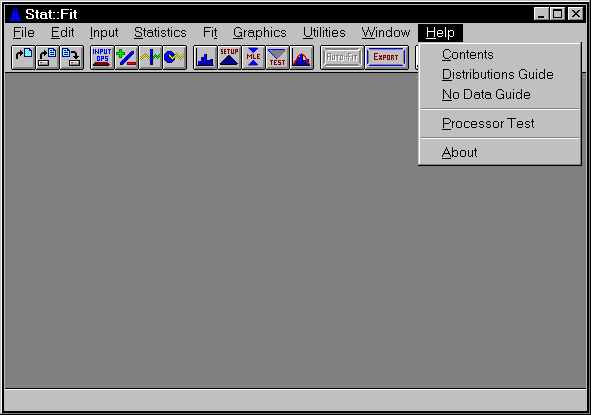 Stat::Fit
File Edit Input Statistics Fit Graphics Utilities Window Help
INPUT OPS SETUP MLE TEST AUTO::FIT EXPORT
Contents
Distributions Guide
No Data Guide
Processor Test
About